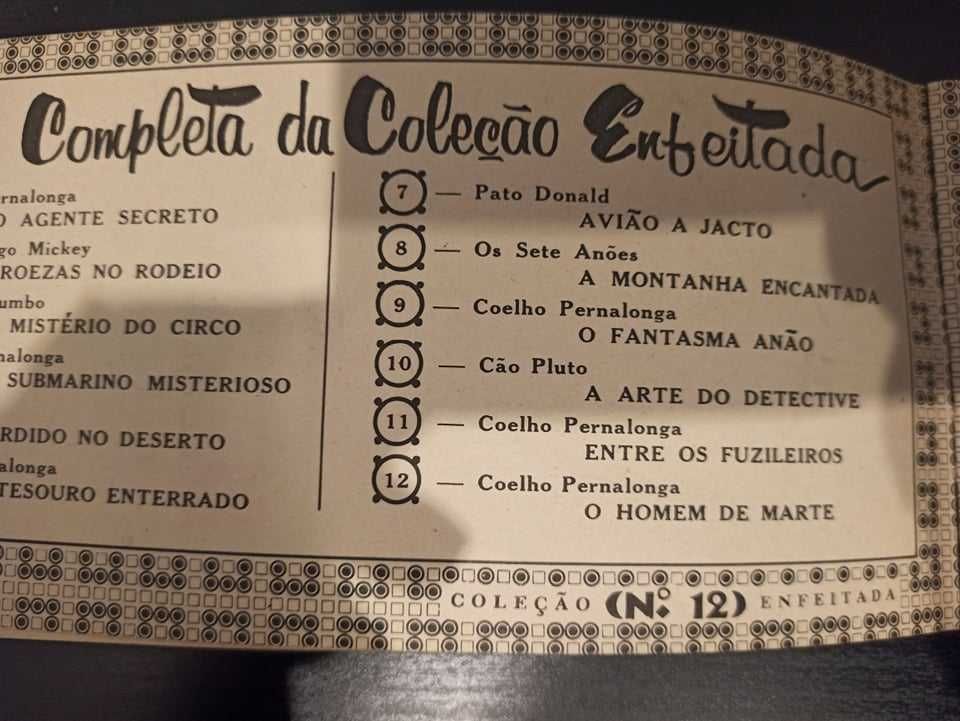 Completa da Coleção Enfeitada
rnalonga
O AGENTE SECRETO
go Mickey
ROEZAS NO RODEIO
umbo
MISTÉRIO DO CIRCO
nalonga
SUBMARINO MISTERIOSO
RDIDO NO DESERTO
alonga
TESOURO ENTERRADO
7 — Pato Donald
AVIÃO A JACTO
8 — Os Sete Anões
A MONTANHA ENCANTADA
9 — Coelho Pernalonga
O FANTASMA ANÃO
10 — Cão Pluto
A ARTE DO DETECTIVE
11 — Coelho Pernalonga
ENTRE OS FUZILEIROS
12 — Coelho Pernalonga
O HOMEM DE MARTE
COLEÇÃO (Nº 12) ENFEITADA